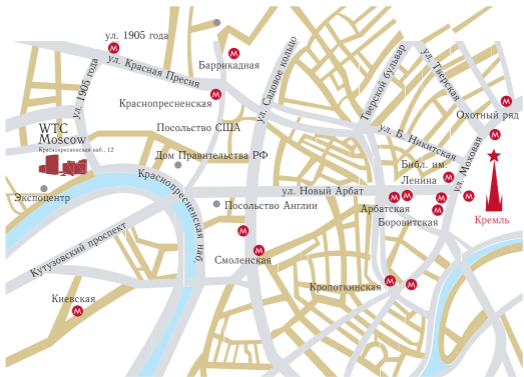 ул. 1905 года
ул. Красная Пресня
Баррикадная
ул. Садовое кольцо
Тверской бульвар
ул. Тверская
ул. 1905 года
Краснопресненская
Охотный ряд
WTC
Moscow
Краснопресненская наб., 12
Посольство США
ул. Б. Никитская
Дом Правительства РФ
Библ. им.
Ленина
ул. Моховая
Экспоцентр
Краснопресненская наб.
ул. Новый Арбат
Посольство Англии
Арбатская
Боровитская
Кремль
Кутузовский проспект
Смоленская
Киевская
Кропоткинская